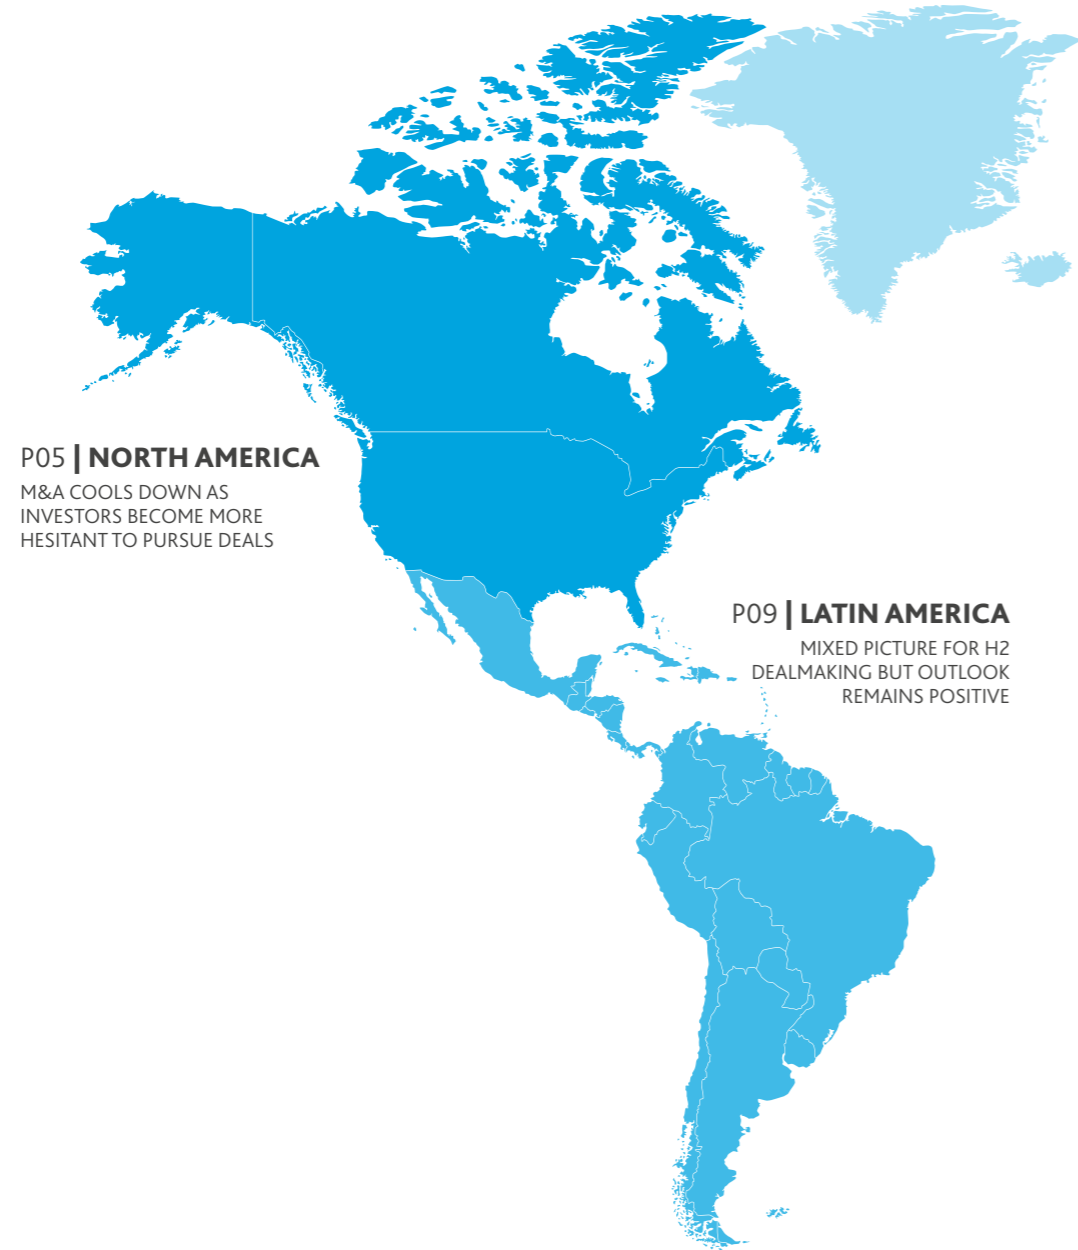 P05 | NORTH AMERICA
M&A COOLS DOWN AS
INVESTORS BECOME MORE
HESITANT TO PURSUE DEALS
P09 | LATIN AMERICA
MIXED PICTURE FOR H2
DEALMAKING BUT OUTLOOK
REMAINS POSITIVE